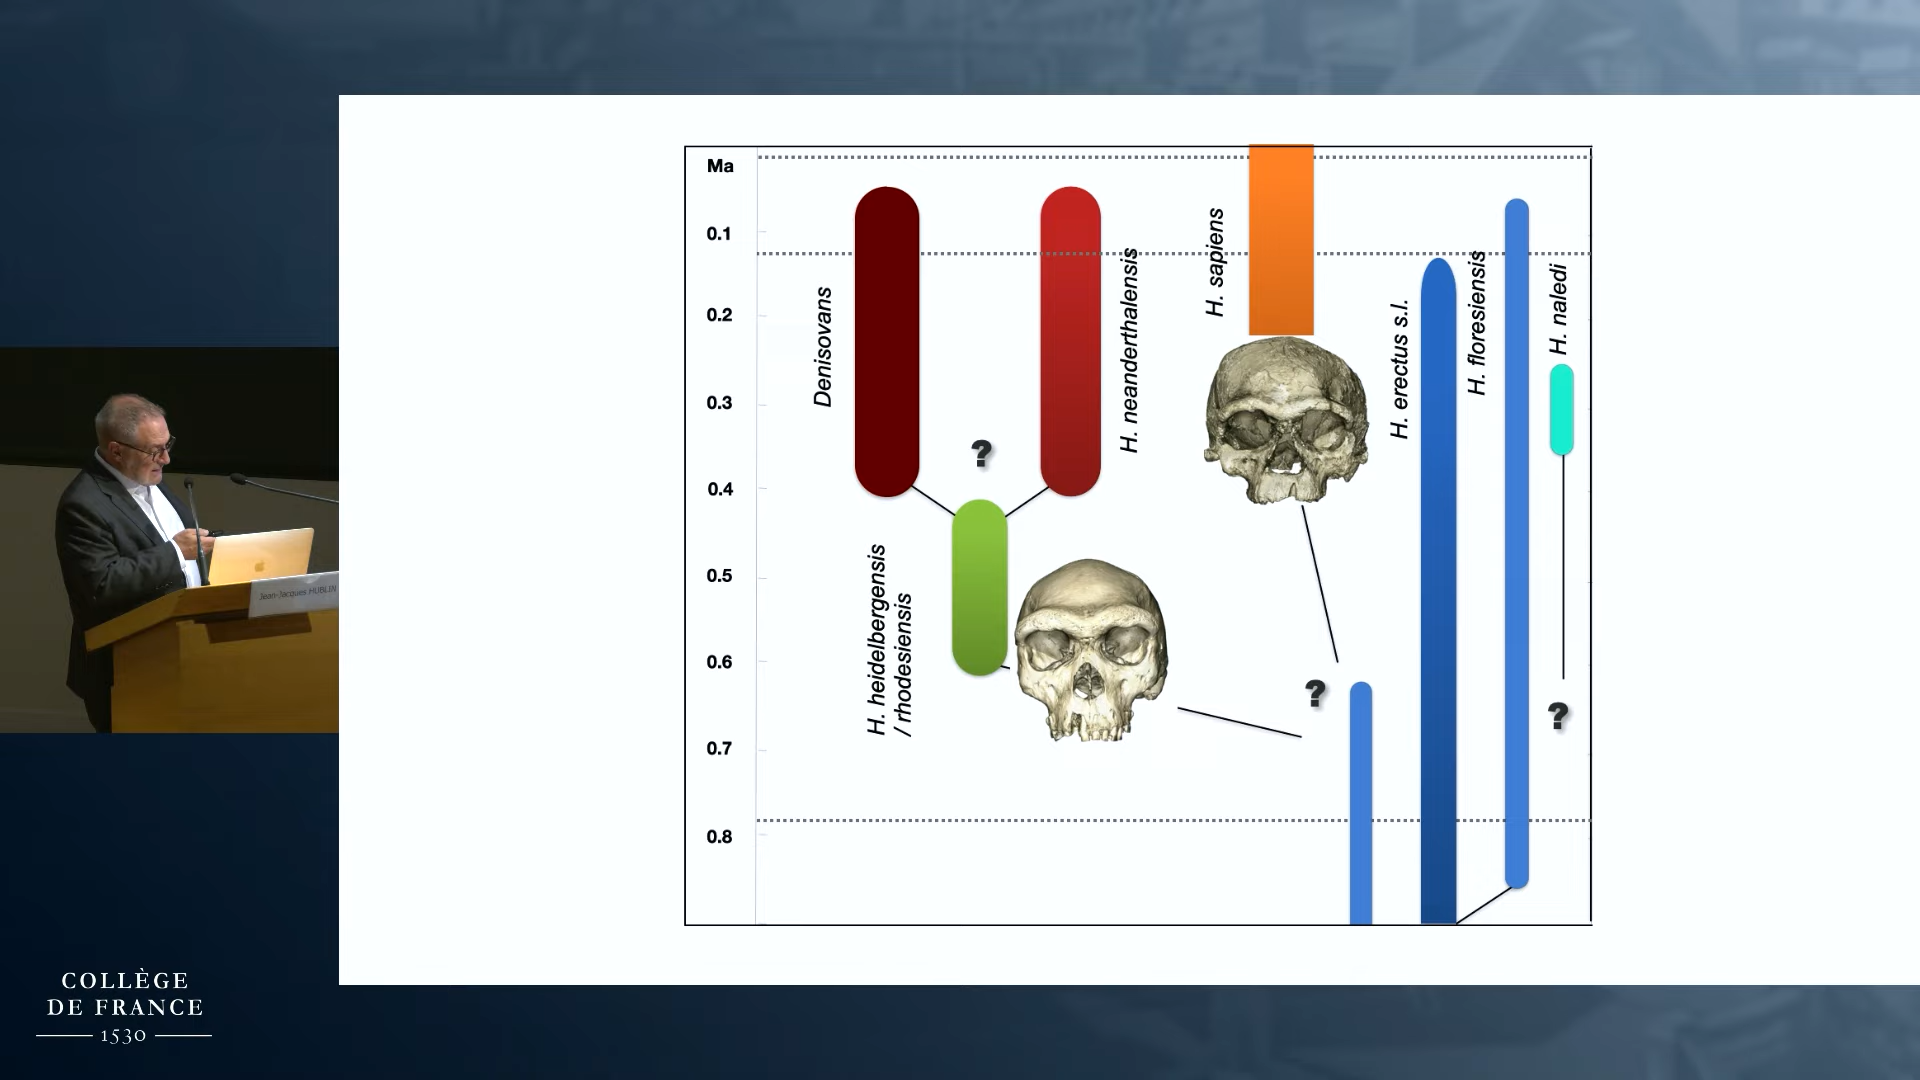 Ma
0.1
0.2
0.3
0.4
0.5
0.6
0.7
0.8
Denisovans
H. neanderthalensis
H. sapiens
H. erectus s.l.
H. floresiensis
H. naledi
?
H. heidelbergensis
/ rhodesiensis
?
?
Jean-Jacques HUBLIN
COLLÈGE
DE FRANCE
1530